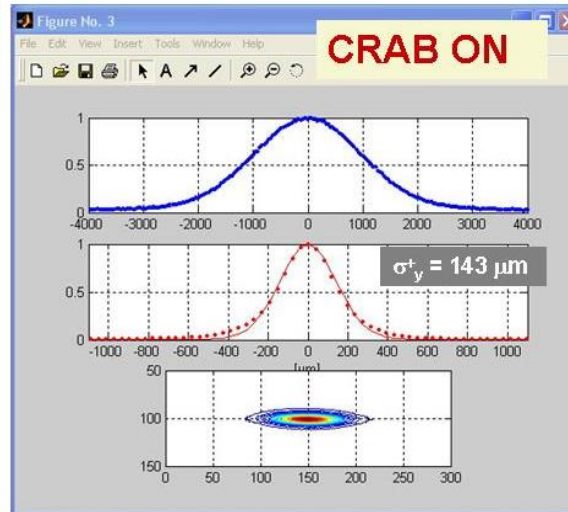 Figure No. 3
File Edit View Insert Tools Window Help
CRAB ON
1
0.5
0
-4000 -3000 -2000 -1000 0 1000 2000 3000 4000
1
σ⁺y = 143 μm
0.5
0
-1000 -800 -600 -400 -200 0 200 400 600 800 1000
[μm]
50
100
150
0 50 100 150 200 250 300